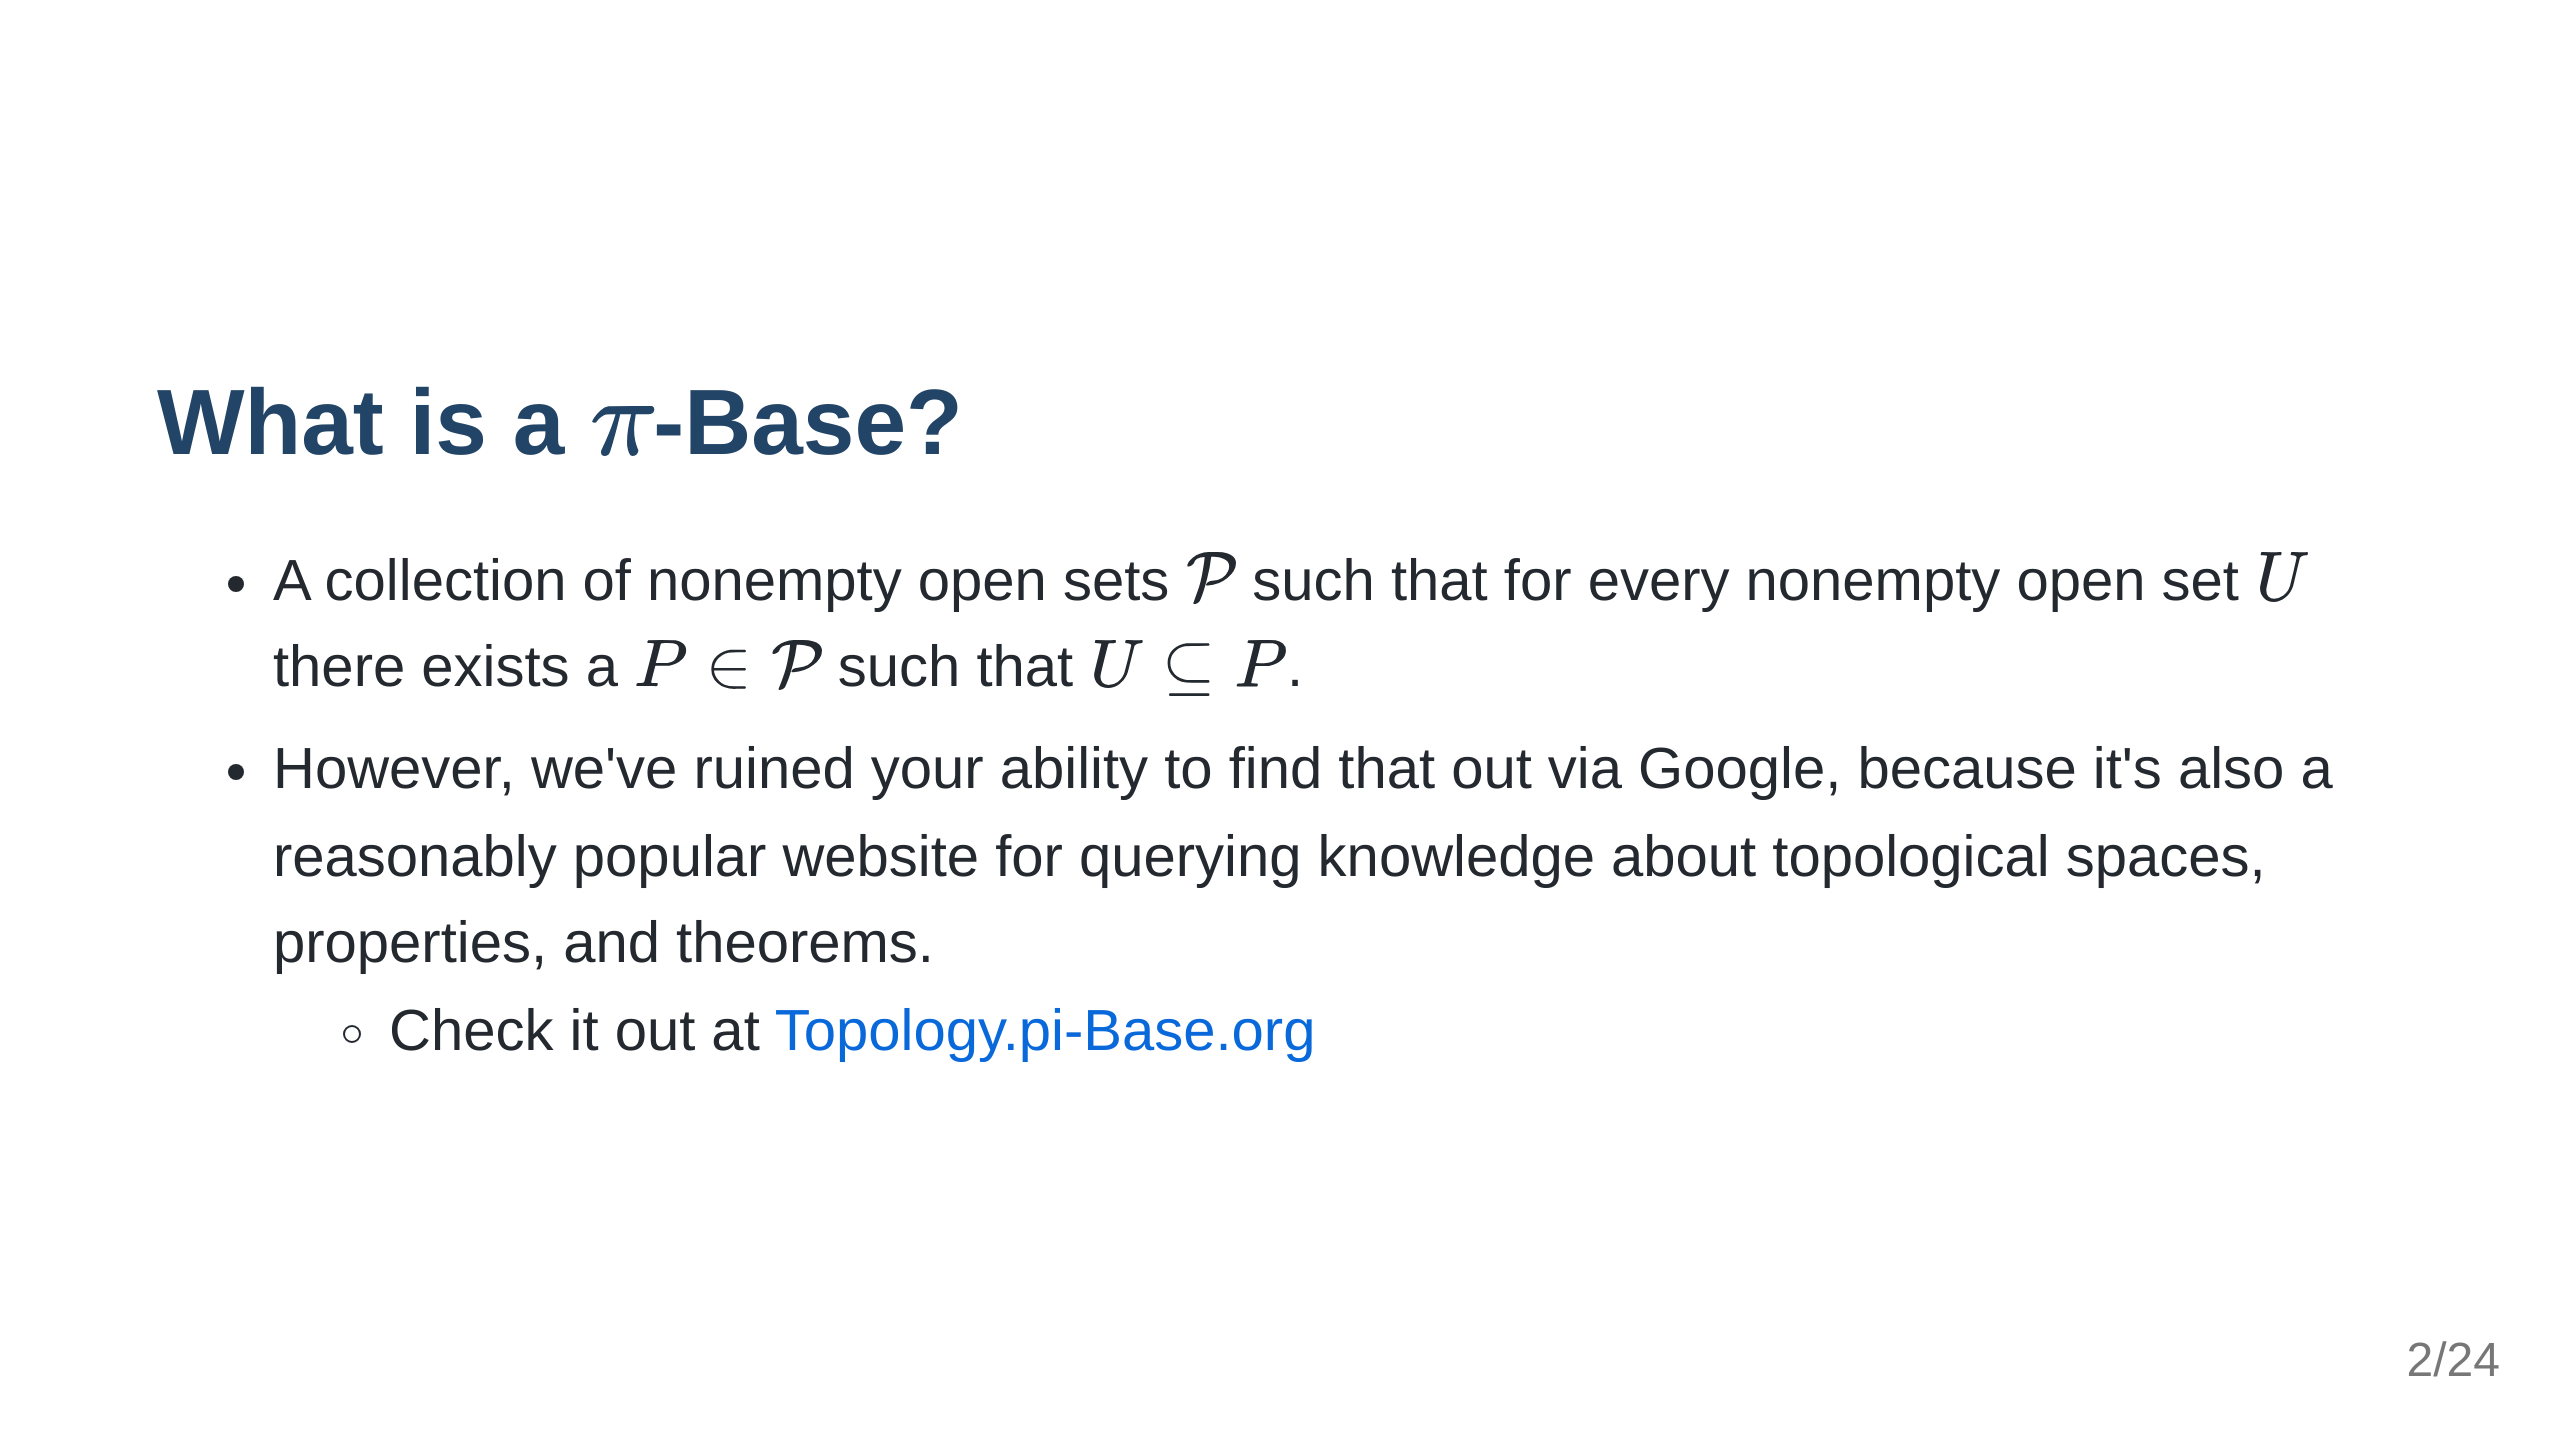 What is a π-Base?
• A collection of nonempty open sets 𝒫 such that for every nonempty open set U
there exists a P ∈ 𝒫 such that U ⊆ P.
• However, we've ruined your ability to find that out via Google, because it's also a
reasonably popular website for querying knowledge about topological spaces,
properties, and theorems.
◦ Check it out at Topology.pi-Base.org
2/24